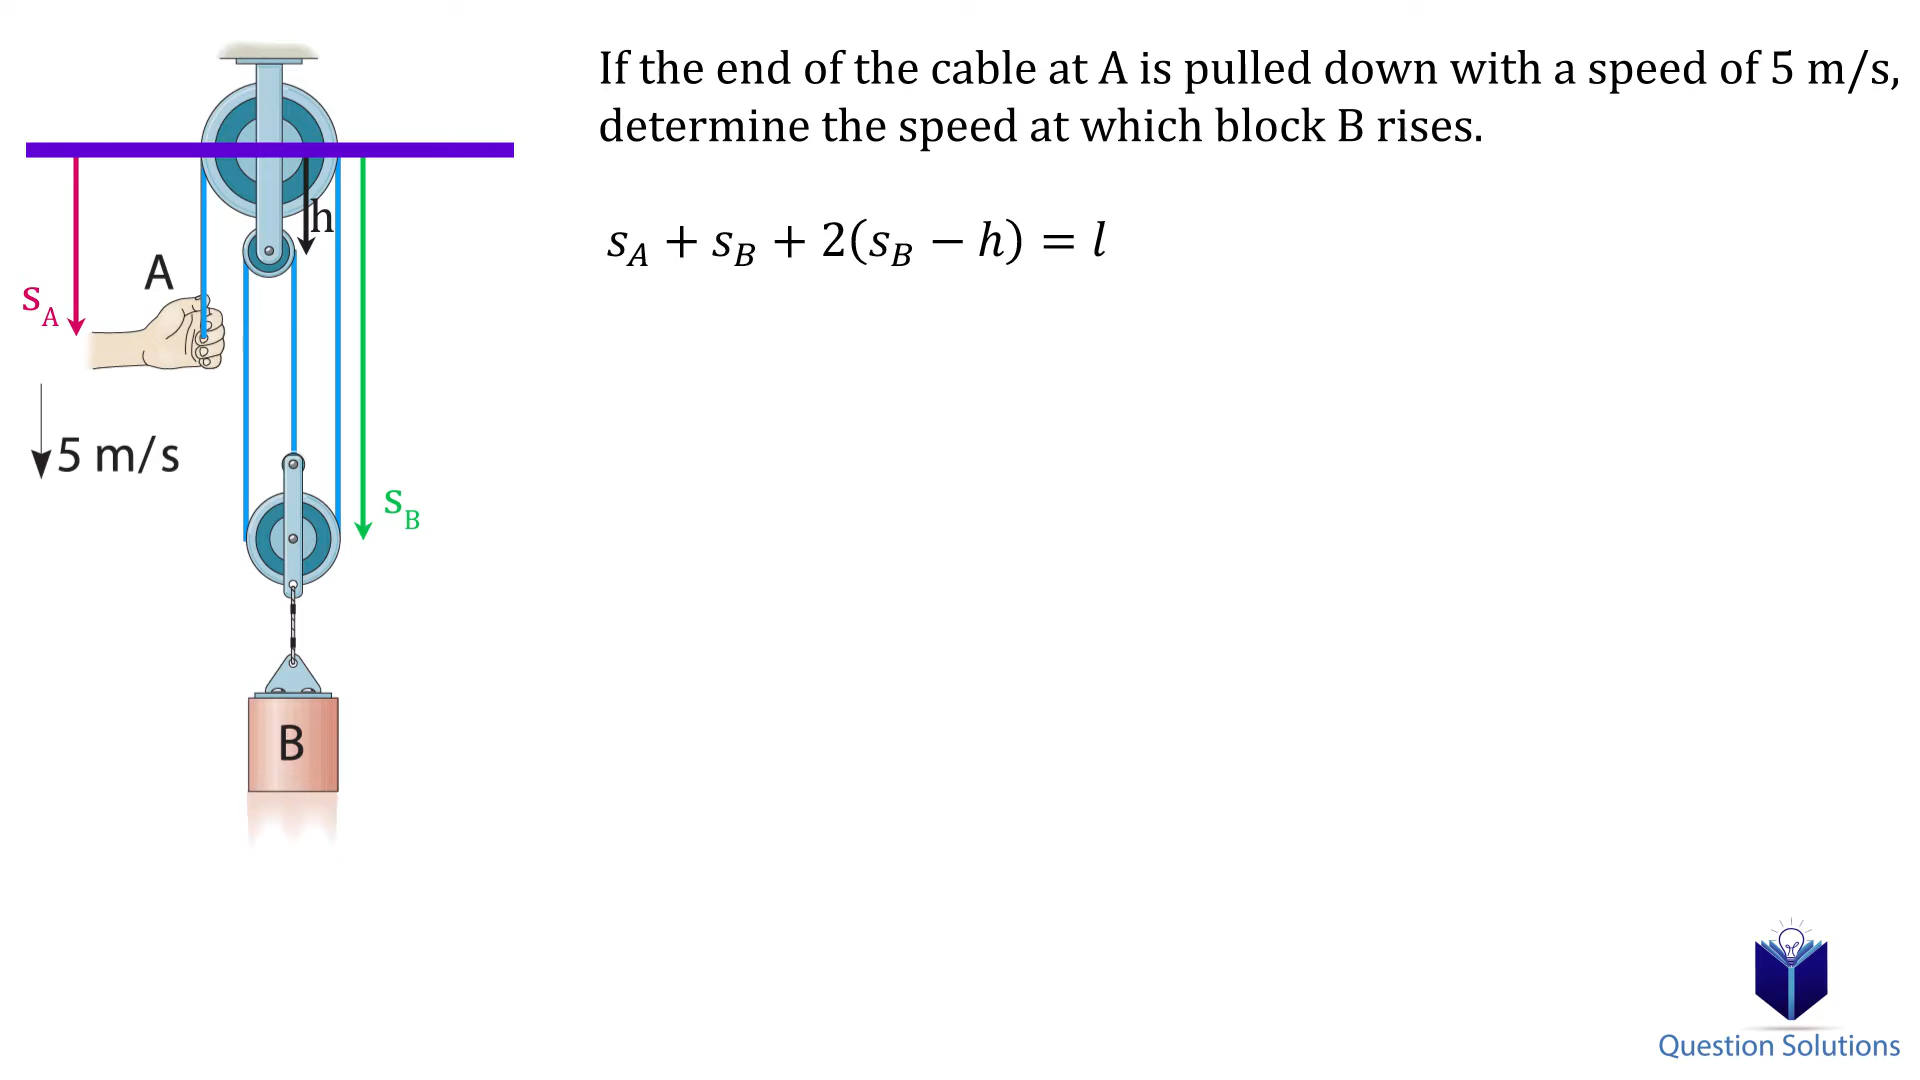 If the end of the cable at A is pulled down with a speed of 5 m/s,
determine the speed at which block B rises.
s_A + s_B + 2(s_B − h) = l
h
A
s_A
5 m/s
s_B
B
Question Solutions